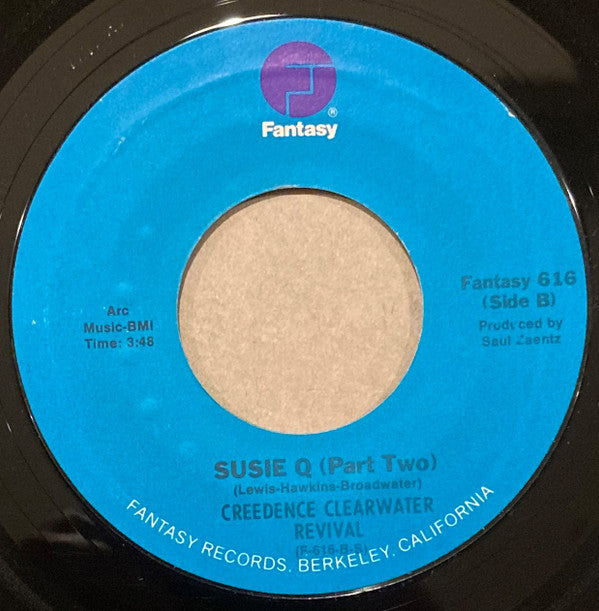 ®
Fantasy
Arc
Music-BMI
Time: 3:48
Fantasy 616
(Side B)
Produced by
Saul Zaentz
SUSIE Q (Part Two)
(Lewis-Hawkins-Broadwater)
CREEDENCE CLEARWATER
REVIVAL
FANTASY RECORDS, BERKELEY, CALIFORNIA